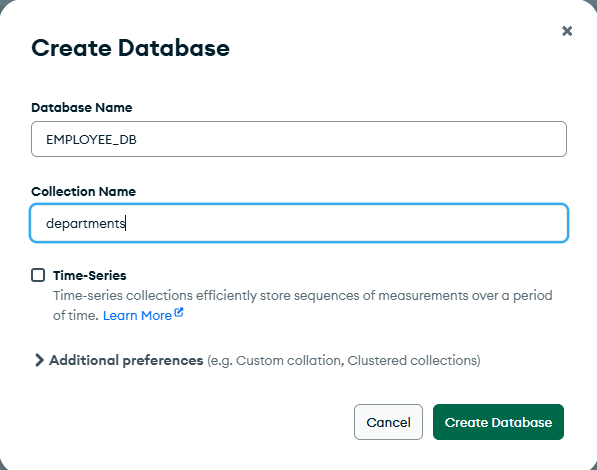 Create Database
Database Name
EMPLOYEE_DB
Collection Name
departments
Time-Series
Time-series collections efficiently store sequences of measurements over a period
of time. Learn More
Additional preferences (e.g. Custom collation, Clustered collections)
Cancel
Create Database